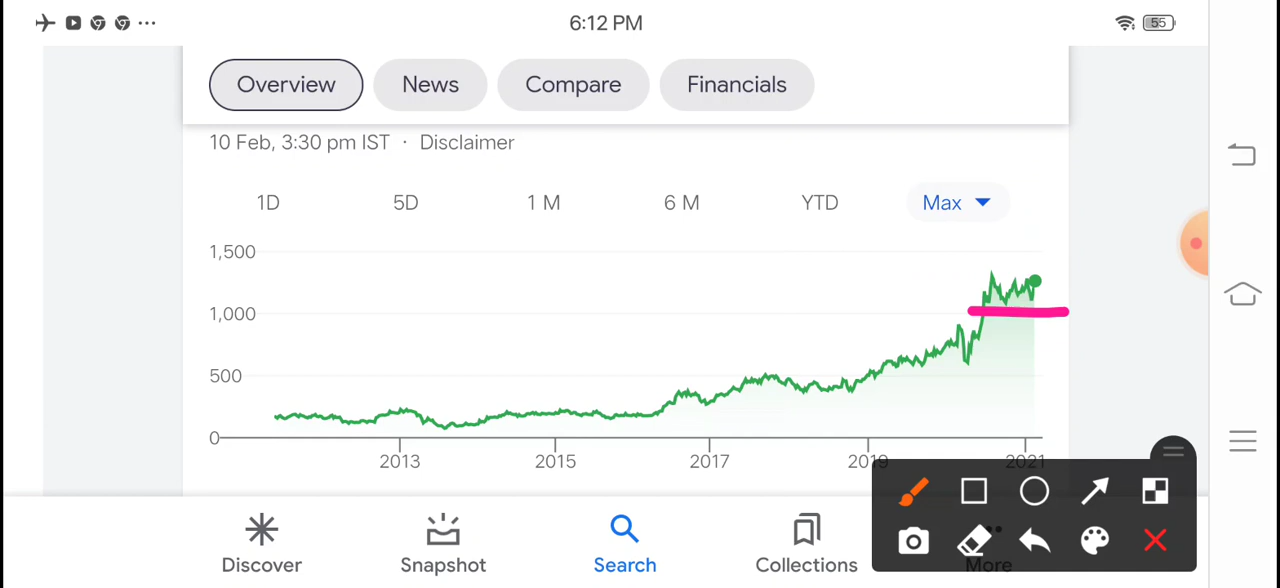 6:12 PM
55
Overview News Compare Financials
10 Feb, 3:30 pm IST · Disclaimer
1D 5D 1 M 6 M YTD Max
1,500
1,000
500
0
2013 2015 2017 2019 2021
Discover Snapshot Search Collections More